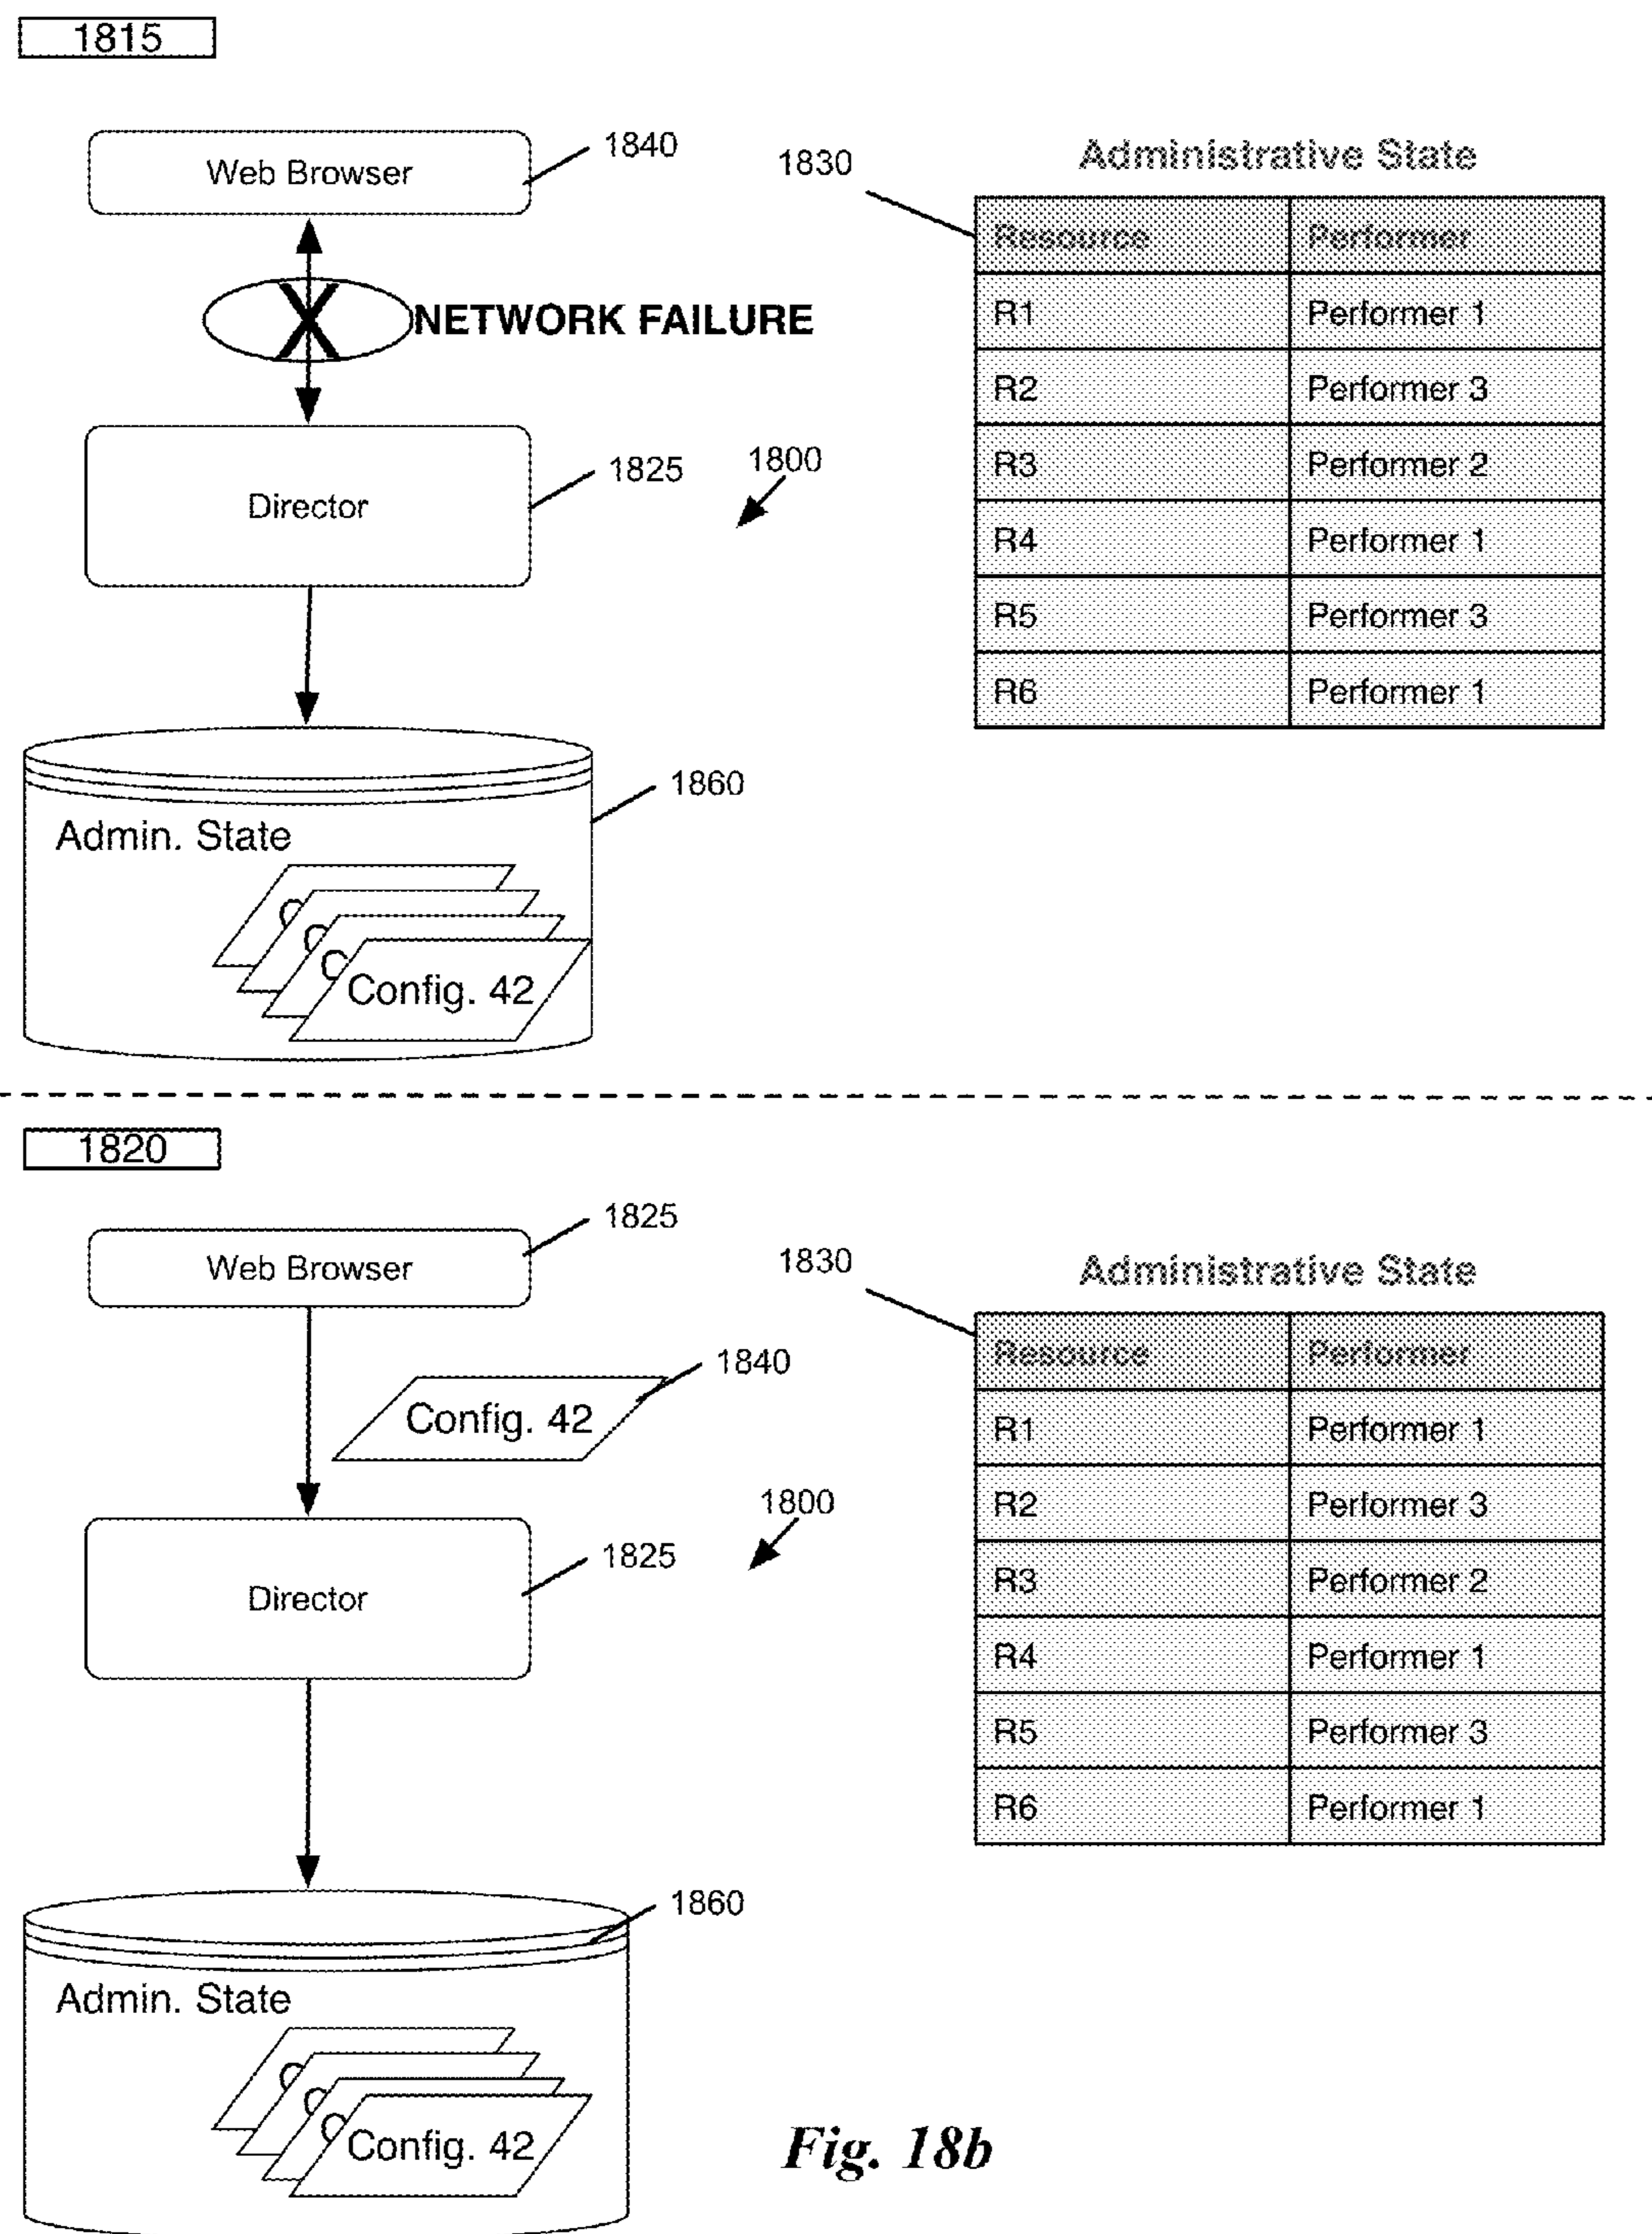 1815
Web Browser
1840
NETWORK FAILURE
Director
1825
1800
1860
Admin. State
C
C
C
Config. 42
1830
Administrative State
Resource Performer
R1 Performer 1
R2 Performer 3
R3 Performer 2
R4 Performer 1
R5 Performer 3
R6 Performer 1
1820
Web Browser
1825
1840
Config. 42
1800
Director
1825
1860
Admin. State
C
C
C
Config. 42
1830
Administrative State
Resource Performer
R1 Performer 1
R2 Performer 3
R3 Performer 2
R4 Performer 1
R5 Performer 3
R6 Performer 1
Fig. 18b